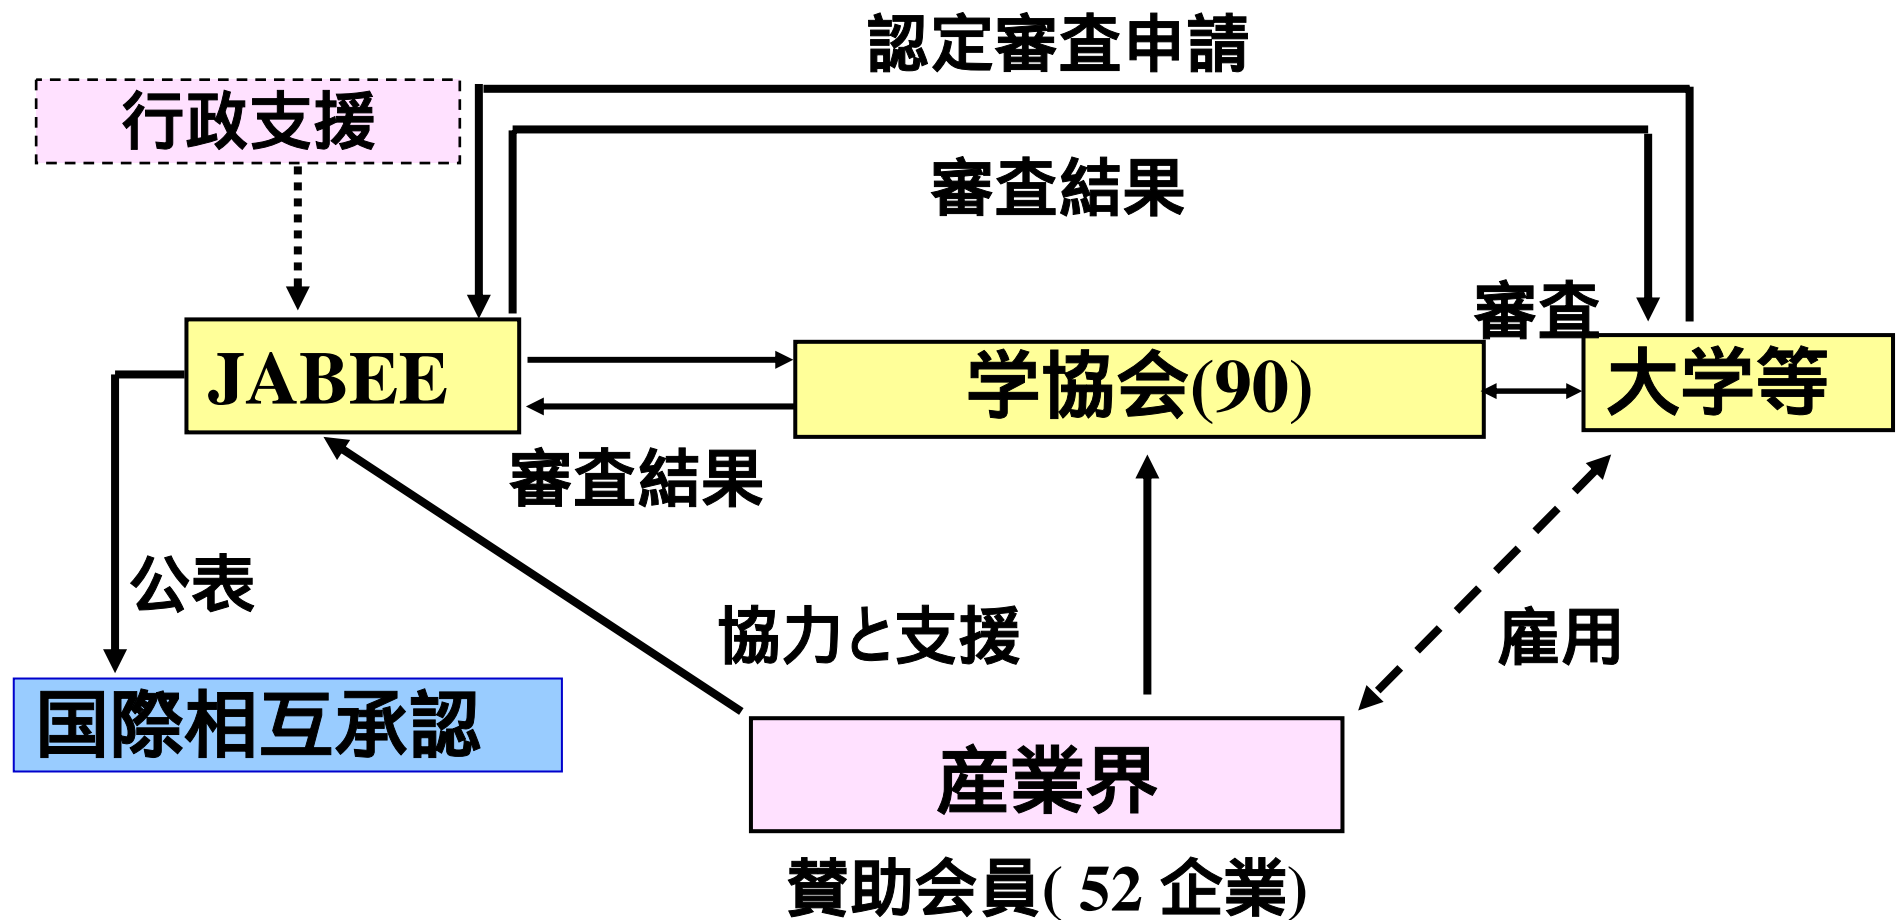 認定審査申請
行政支援
審査結果
審査
JABEE
学協会(90)
大学等
審査結果
公表
協力と支援
雇用
国際相互承認
産業界
賛助会員( 52 企業)